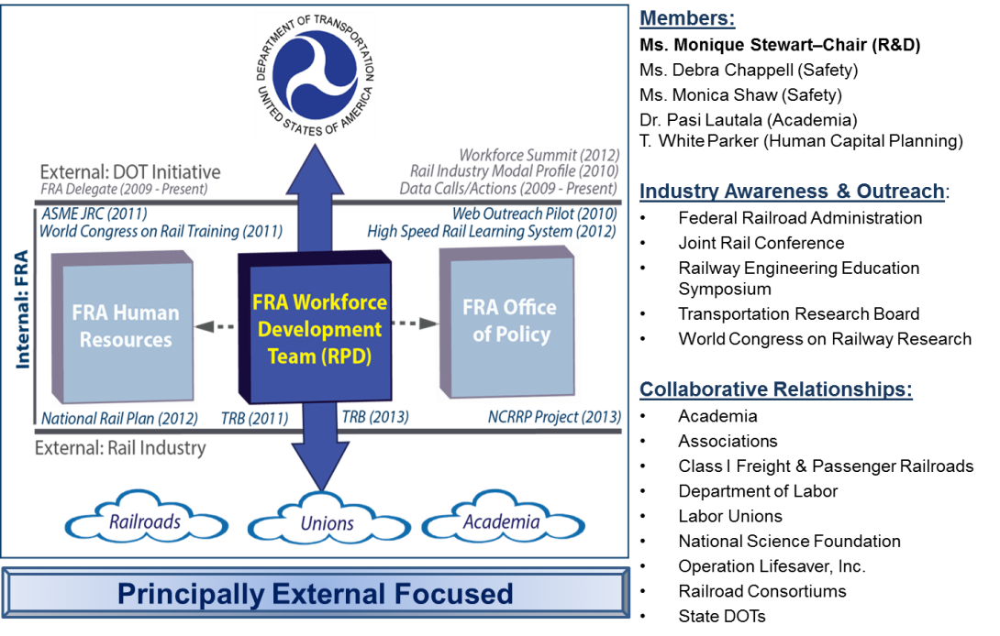 DEPARTMENT OF TRANSPORTATION
UNITED STATES OF AMERICA
External: DOT Initiative
FRA Delegate (2009 - Present)
Workforce Summit (2012)
Rail Industry Modal Profile (2010)
Data Calls/Actions (2009 - Present)
Internal: FRA
ASME JRC (2011)
World Congress on Rail Training (2011)
Web Outreach Pilot (2010)
High Speed Rail Learning System (2012)
FRA Human
Resources
FRA Workforce
Development
Team (RPD)
FRA Office
of Policy
National Rail Plan (2012)
TRB (2011)
TRB (2013)
NCRRP Project (2013)
External: Rail Industry
Railroads
Unions
Academia
Principally External Focused
Members:
Ms. Monique Stewart–Chair (R&D)
Ms. Debra Chappell (Safety)
Ms. Monica Shaw (Safety)
Dr. Pasi Lautala (Academia)
T. White Parker (Human Capital Planning)
Industry Awareness & Outreach:
• Federal Railroad Administration
• Joint Rail Conference
• Railway Engineering Education
Symposium
• Transportation Research Board
• World Congress on Railway Research
Collaborative Relationships:
• Academia
• Associations
• Class I Freight & Passenger Railroads
• Department of Labor
• Labor Unions
• National Science Foundation
• Operation Lifesaver, Inc.
• Railroad Consortiums
• State DOTs